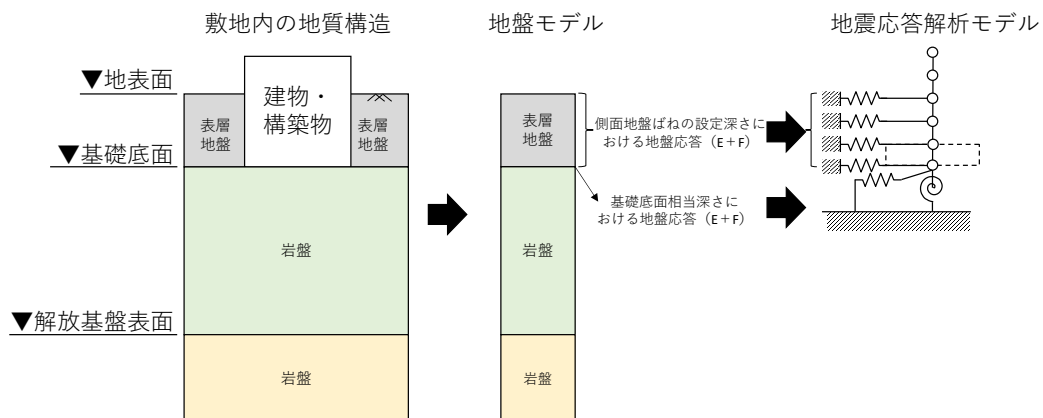 敷地内の地質構造
地盤モデル
地震応答解析モデル
▼地表面
建物・
構築物
表層
地盤
表層
地盤
▼基礎底面
岩盤
▼解放基盤表面
岩盤
表層
地盤
岩盤
岩盤
側面地盤ばねの設定深さに
おける地盤応答（E＋F）
基礎底面相当深さに
おける地盤応答（E＋F）